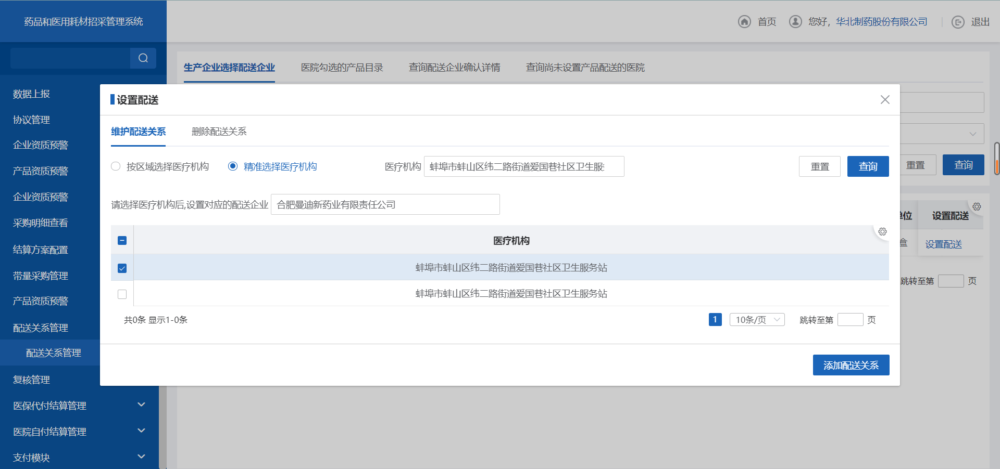 药品和医用耗材招采管理系统
首页
您好，华北制药股份有限公司
退出
生产企业选择配送企业
医院勾选的产品目录
查询配送企业确认详情
查询尚未设置产品配送的医院
数据上报
协议管理
企业资质预警
产品资质预警
企业资质预警
采购明细查看
结算方案配置
带量采购管理
产品资质预警
配送关系管理
配送关系管理
复核管理
医保代付结算管理
医院自付结算管理
支付模块
设置配送
维护配送关系
删除配送关系
按区域选择医疗机构
精准选择医疗机构
医疗机构
蚌埠市蚌山区纬二路街道爱国巷社区卫生服
重置
查询
请选择医疗机构后,设置对应的配送企业
合肥曼迪新药业有限责任公司
医疗机构
蚌埠市蚌山区纬二路街道爱国巷社区卫生服务站
蚌埠市蚌山区纬二路街道爱国巷社区卫生服务站
共0条 显示1-0条
1
10条/页
跳转至第
页
添加配送关系
重置
查询
位
设置配送
盒
设置配送
跳转至第
页